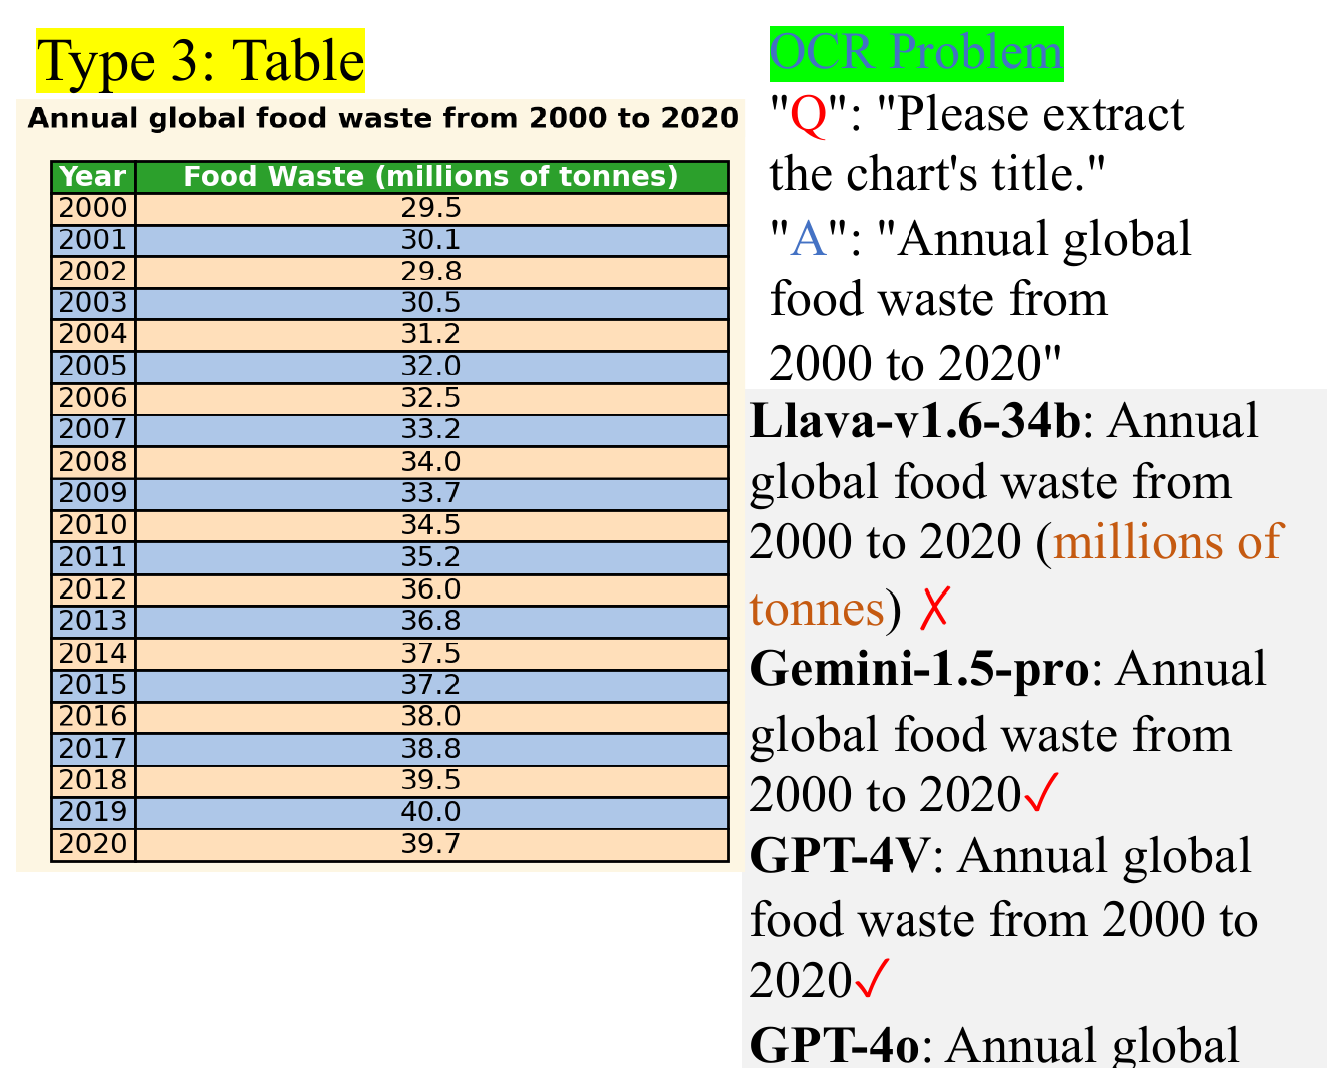 Type 3: Table
Annual global food waste from 2000 to 2020
Year Food Waste (millions of tonnes)
2000 29.5
2001 30.1
2002 29.8
2003 30.5
2004 31.2
2005 32.0
2006 32.5
2007 33.2
2008 34.0
2009 33.7
2010 34.5
2011 35.2
2012 36.0
2013 36.8
2014 37.5
2015 37.2
2016 38.0
2017 38.8
2018 39.5
2019 40.0
2020 39.7
OCR Problem
"Q": "Please extract
the chart's title."
"A": "Annual global
food waste from
2000 to 2020"
Llava-v1.6-34b: Annual
global food waste from
2000 to 2020 (millions of
tonnes) ✗
Gemini-1.5-pro: Annual
global food waste from
2000 to 2020✓
GPT-4V: Annual global
food waste from 2000 to
2020✓
GPT-4o: Annual global